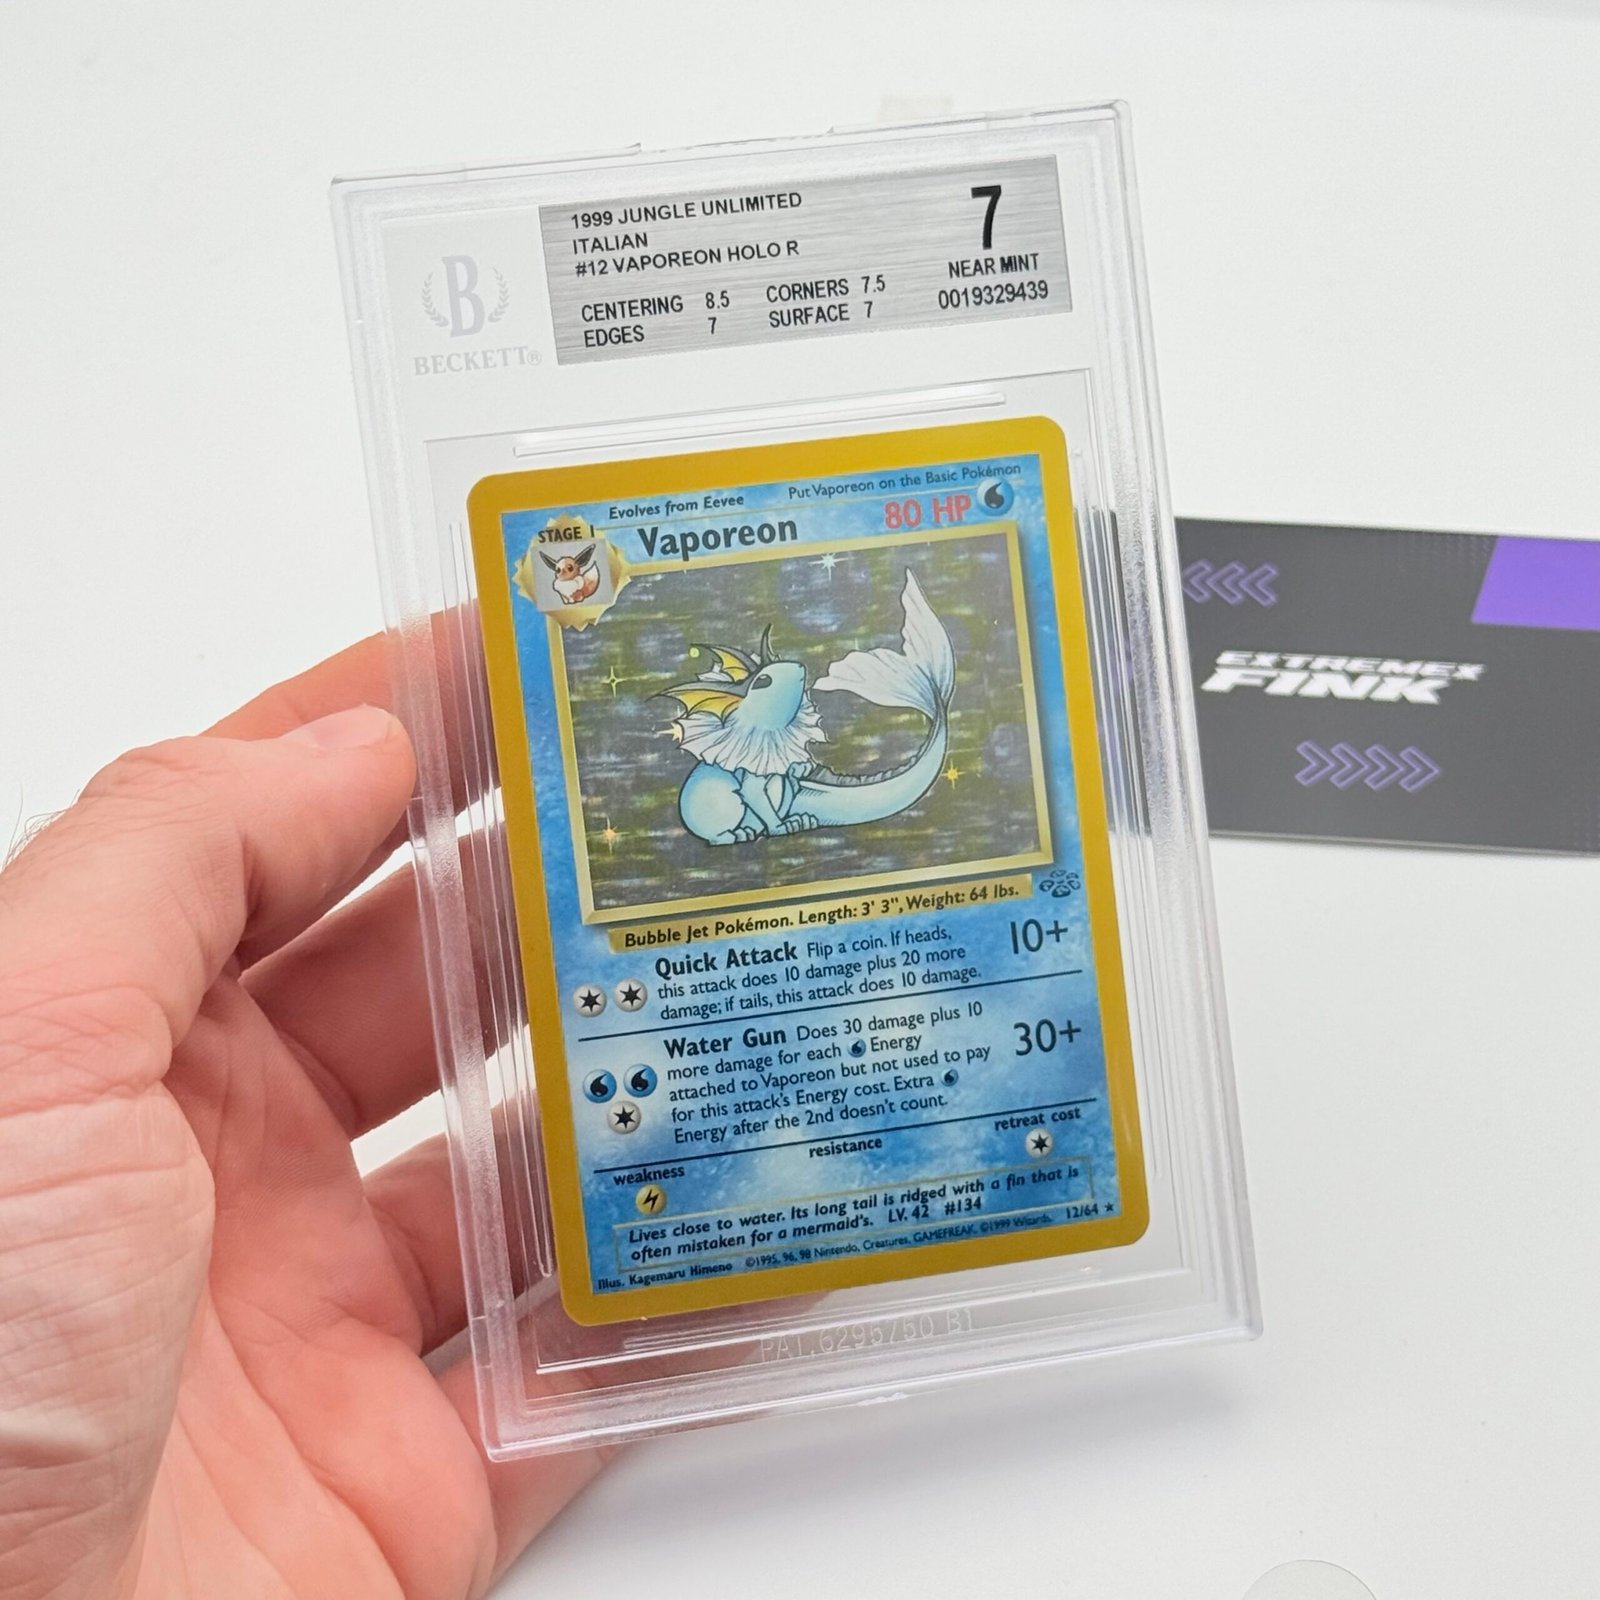 1999 JUNGLE UNLIMITED
ITALIAN
#12 VAPOREON HOLO R
7
NEAR MINT
0019329439
CENTERING 8.5 CORNERS 7.5
EDGES 7 SURFACE 7
B
BECKETT®
Evolves from Eevee Put Vaporeon on the Basic Pokémon
STAGE 1
Vaporeon 80 HP
Bubble Jet Pokémon. Length: 3' 3", Weight: 64 lbs.
Quick Attack Flip a coin. If heads,
this attack does 10 damage plus 20 more
damage; if tails, this attack does 10 damage.
10+
Water Gun Does 30 damage plus 10
more damage for each Energy
attached to Vaporeon but not used to pay
for this attack's Energy cost. Extra
Energy after the 2nd doesn't count.
30+
weakness resistance retreat cost
Lives close to water. Its long tail is ridged with a fin that is
often mistaken for a mermaid's. LV. 42 #134
Illus. Kagemaru Himeno ©1995, 96, 98 Nintendo, Creatures, GAMEFREAK. ©1999 Wizards. 12/64 ★
EXTREMEX
FINK